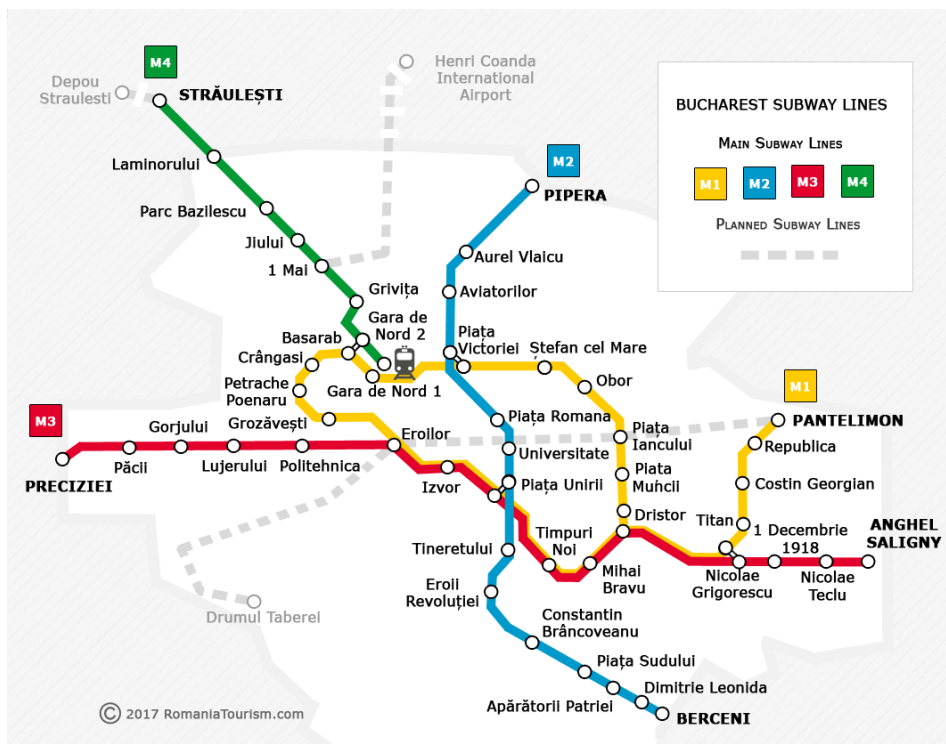 M4
Depou
Straulesti
STRĂULEȘTI
Henri Coanda
International
Airport
BUCHAREST SUBWAY LINES
MAIN SUBWAY LINES
M1
M2
M3
M4
PLANNED SUBWAY LINES
Laminorului
Parc Bazilescu
Jiului
1 Mai
Grivița
Gara de
Nord 2
Basarab
Crângasi
Petrache
Poenaru
Grozăvești
Gara de Nord 1
M2
PIPERA
Aurel Vlaicu
Aviatorilor
Piața
Victoriei
Ștefan cel Mare
Obor
M1
PANTELIMON
Republica
Costin Georgian
Titan
Piața Romana
Universitate
Piața Unirii
Piața
Iancului
Piata
Muncii
Dristor
M3
PRECIZIEI
Păcii
Gorjului
Lujerului
Politehnica
Eroilor
Izvor
Timpuri
Noi
Mihai
Bravu
1 Decembrie
1918
ANGHEL
SALIGNY
Nicolae
Grigorescu
Nicolae
Teclu
Tineretului
Eroii
Revoluției
Constantin
Brâncoveanu
Piața Sudului
Dimitrie Leonida
Apărătorii Patriei
BERCENI
Drumul Taberei
© 2017 RomaniaTourism.com